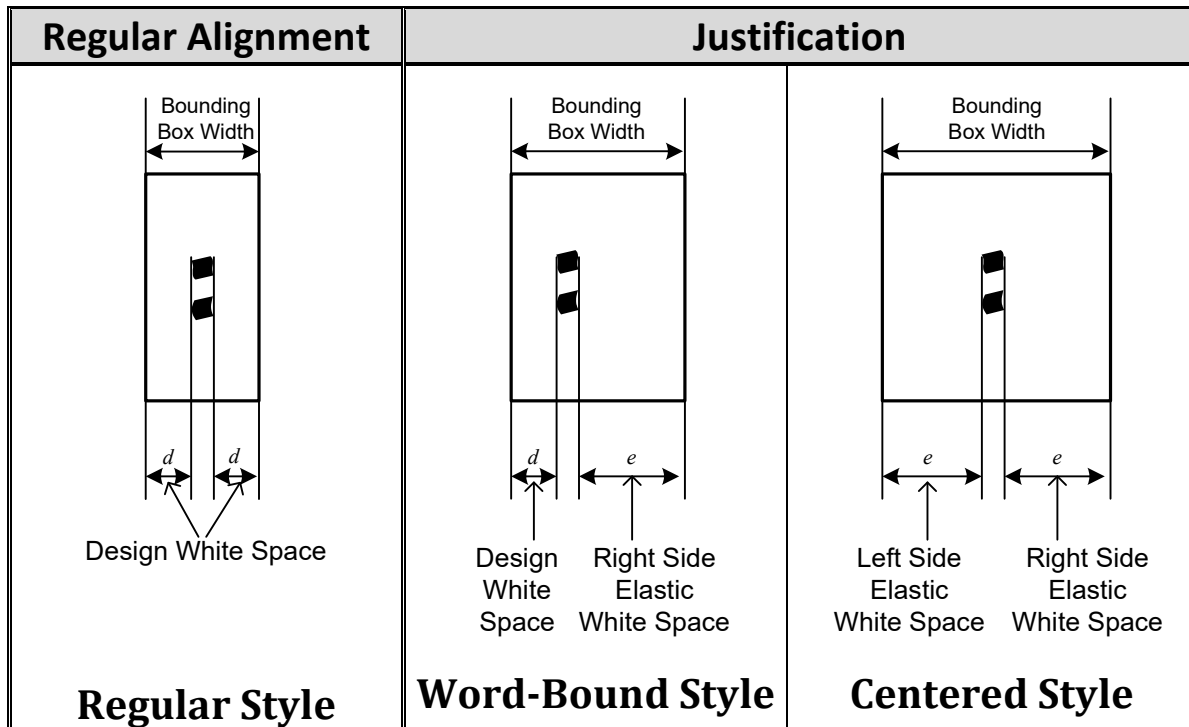 Regular Alignment
Justification
Bounding
Box Width
d
d
Design White Space
Regular Style
Bounding
Box Width
d
e
Design
White
Space
Right Side
Elastic
White Space
Word-Bound Style
Bounding
Box Width
e
e
Left Side
Elastic
White Space
Right Side
Elastic
White Space
Centered Style